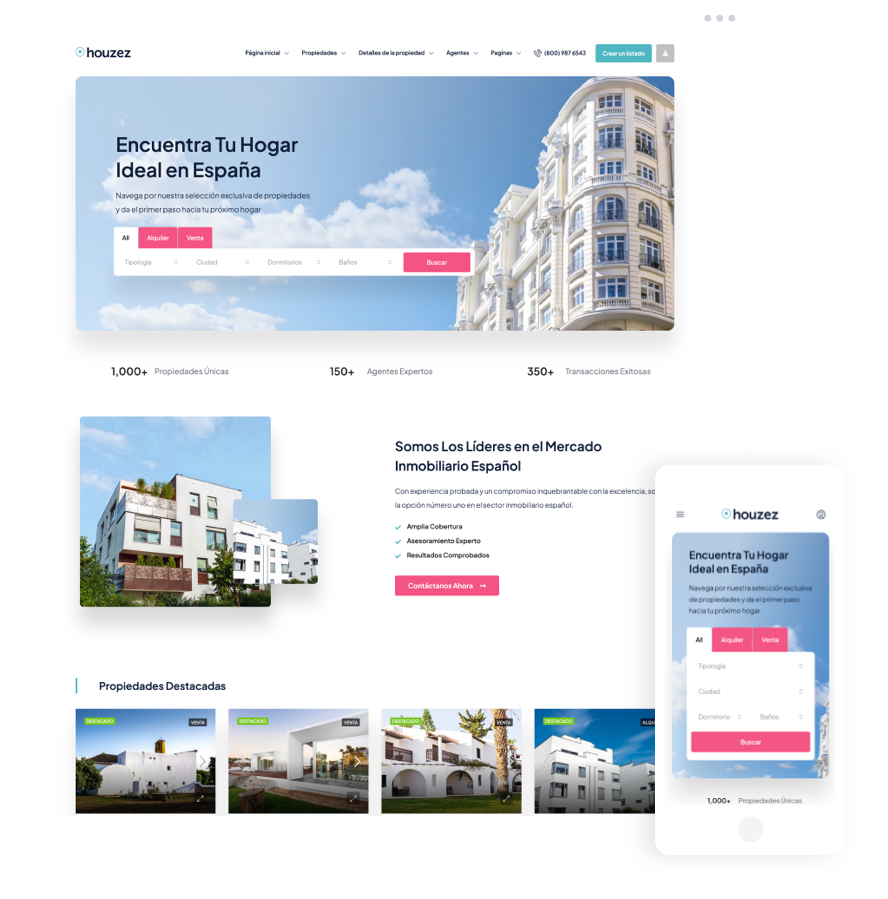 houzez
Página inicial
Propiedades
Detalles de la propiedad
Agentes
Paginas
(800) 987 6543
Crear un listado
Encuentra Tu Hogar
Ideal en España
Navega por nuestra selección exclusiva de propiedades
y da el primer paso hacia tu próximo hogar
All
Alquiler
Venta
Tipología
Ciudad
Dormitorios
Baños
Buscar
1,000+ Propiedades Únicas
150+ Agentes Expertos
350+ Transacciones Exitosas
Somos Los Líderes en el Mercado
Inmobiliario Español
Con experiencia probada y un compromiso inquebrantable con la excelencia, so
la opción número uno en el sector inmobiliario español.
Amplia Cobertura
Asesoramiento Experto
Resultados Comprobados
Contáctanos Ahora
Propiedades Destacadas
DESTACADO
VENTA
DESTACADO
VENTA
DESTACADO
VENTA
DESTACADO
ALQUI
houzez
Encuentra Tu Hogar
Ideal en España
Navega por nuestra selección exclusiva
de propiedades y da el primer paso
hacia tu próximo hogar
All
Alquiler
Venta
Tipología
Ciudad
Dormitorio
Baños
Buscar
1,000+ Propiedades Únicas